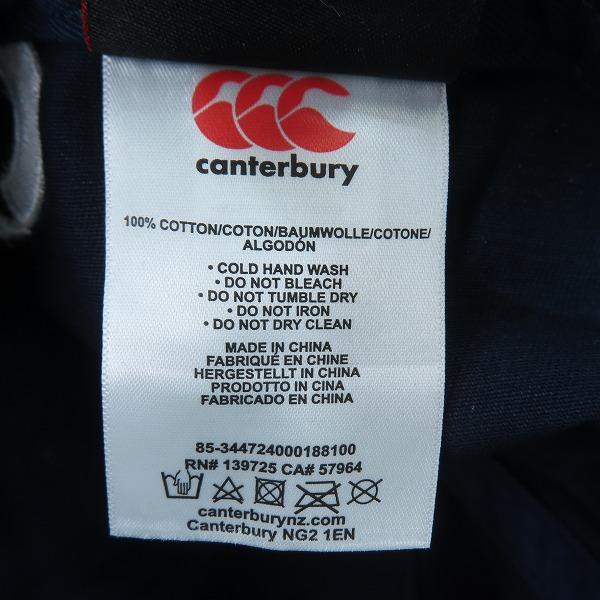 canterbury
100% COTTON/COTON/BAUMWOLLE/COTONE/
ALGODÓN
• COLD HAND WASH
• DO NOT BLEACH
• DO NOT TUMBLE DRY
• DO NOT IRON
• DO NOT DRY CLEAN
MADE IN CHINA
FABRIQUÉ EN CHINE
HERGESTELLT IN CHINA
PRODOTTO IN CINA
FABRICADO EN CHINA
85-344724000188100
RN# 139725 CA# 57964
canterburynz.com
Canterbury NG2 1EN